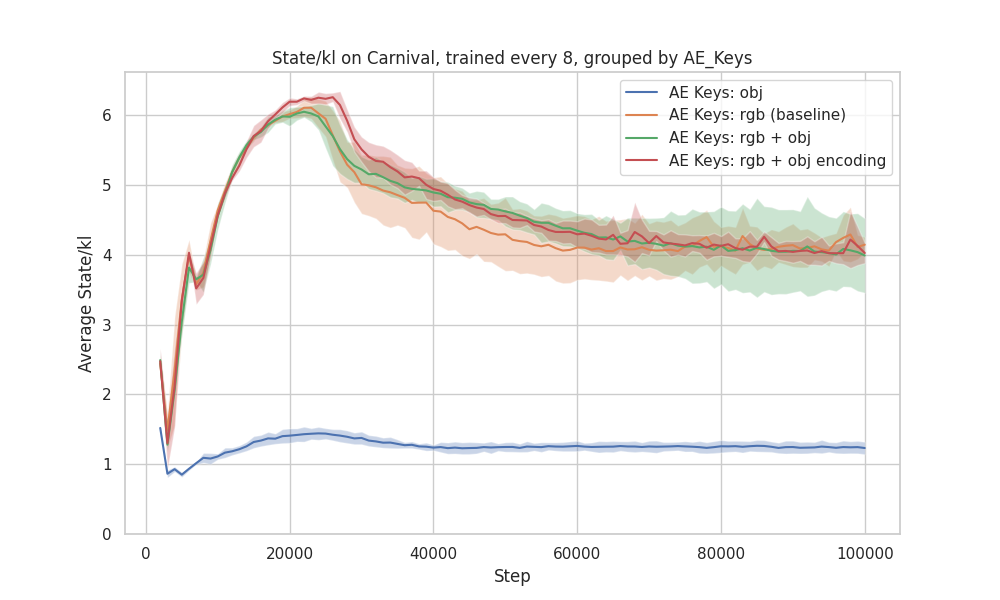 State/kl on Carnival, trained every 8, grouped by AE_Keys
AE Keys: obj
AE Keys: rgb (baseline)
AE Keys: rgb + obj
AE Keys: rgb + obj encoding
Average State/kl
6
5
4
3
2
1
0
0 20000 40000 60000 80000 100000
Step